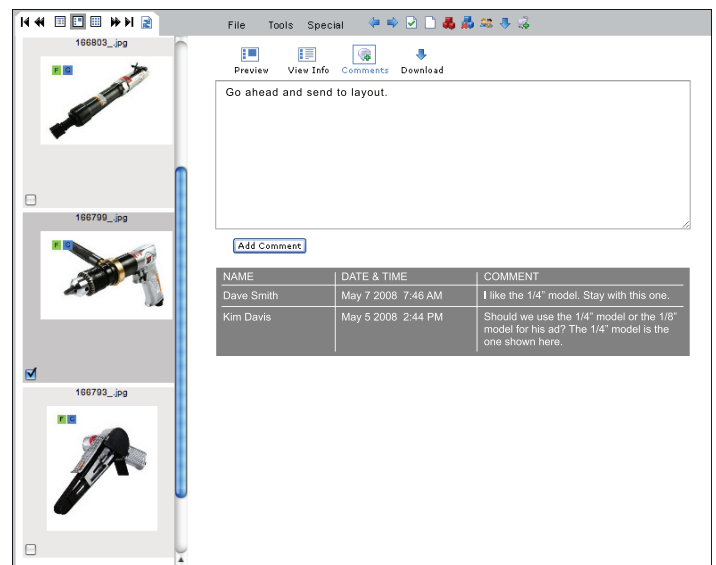 File Tools Special
166803_.jpg
F C
166799_.jpg
F C
166793_.jpg
F C
Preview View Info Comments Download
Go ahead and send to layout.
Add Comment
NAME DATE & TIME COMMENT
Dave Smith May 7 2008 7:46 AM I like the 1/4” model. Stay with this one.
Kim Davis May 5 2008 2:44 PM Should we use the 1/4” model or the 1/8”
model for his ad? The 1/4” model is the
one shown here.